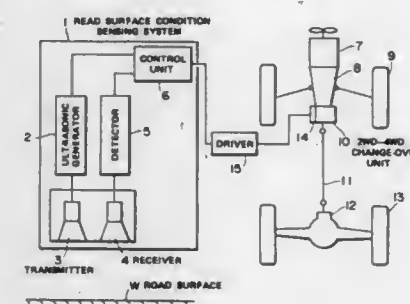 1 READ SURFACE CONDITION
SENSING SYSTEM
CONTROL
UNIT
6
2
ULTRASONIC
GENERATOR
DETECTOR
5
3
TRANSMITTER
4 RECEIVER
W ROAD SURFACE
DRIVER
15
7
8
9
14
10
2WD-4WD
CHANGE-OVER
UNIT
11
12
13